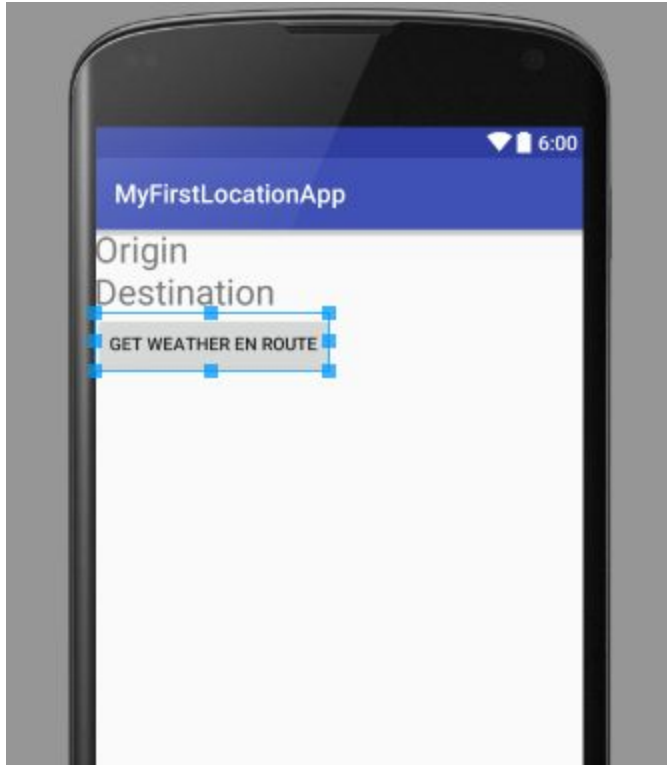 6:00
MyFirstLocationApp
Origin
Destination
GET WEATHER EN ROUTE